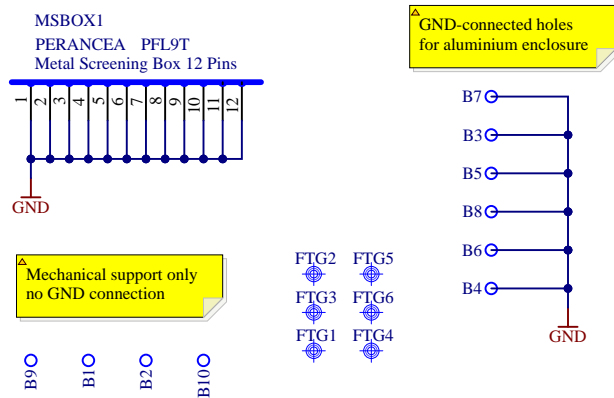 MSBOX1
PERANCEA PFL9T
Metal Screening Box 12 Pins
1 2 3 4 5 6 7 8 9 10 11 12
GND
GND-connected holes
for aluminium enclosure
B7
B3
B5
B8
B6
B4
GND
Mechanical support only
no GND connection
FTG2 FTG5
FTG3 FTG6
FTG1 FTG4
B9 B1 B2 B10